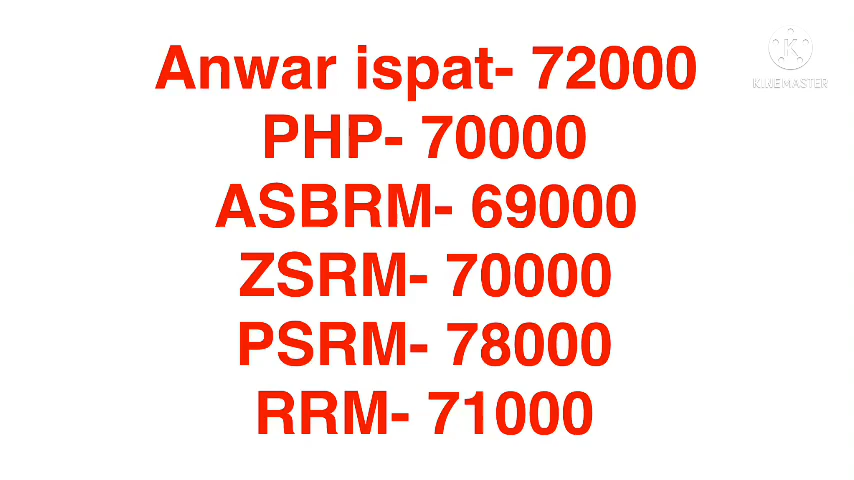 Anwar ispat- 72000
KINEMASTER
PHP- 70000
ASBRM- 69000
ZSRM- 70000
PSRM- 78000
RRM- 71000